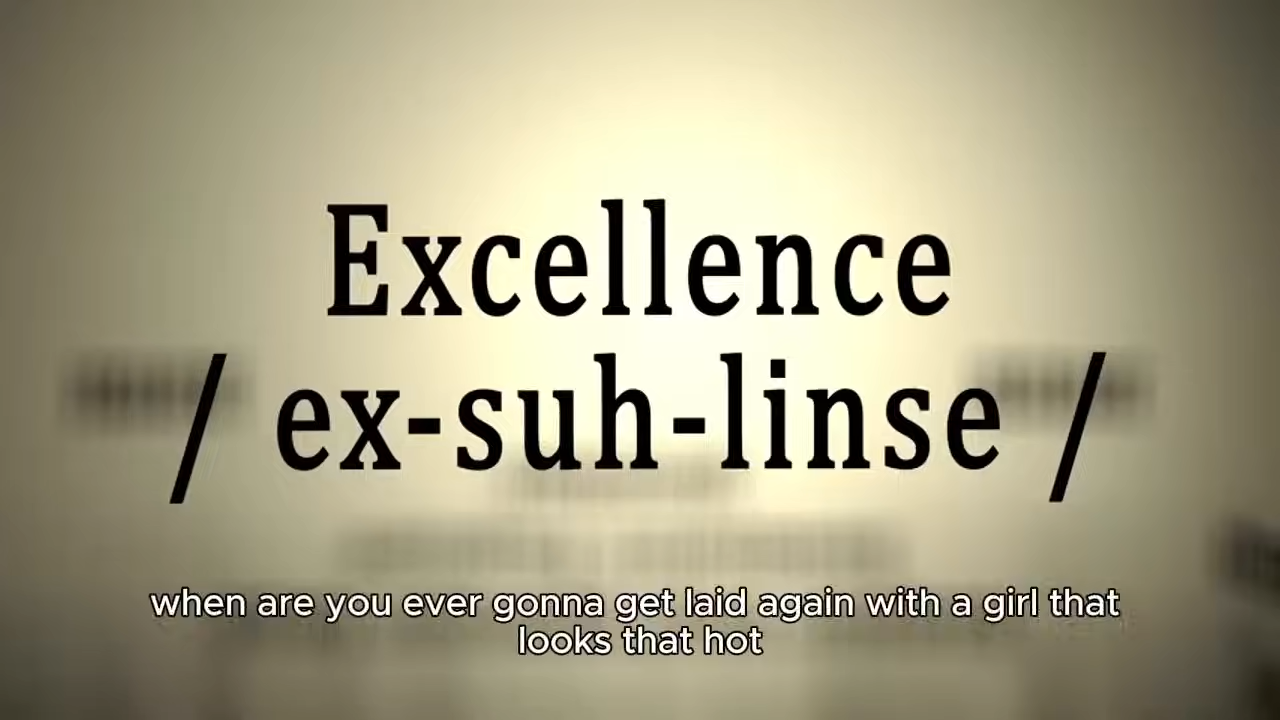 Excellence
/ ex-suh-linse /
when are you ever gonna get laid again with a girl that
looks that hot